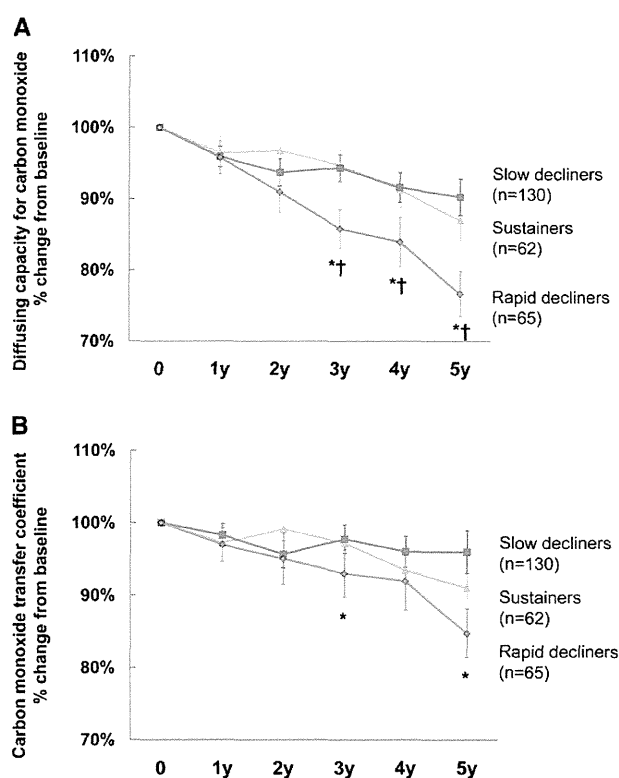 A
Diffusing capacity for carbon monoxide
% change from baseline
110%
100%
90%
80%
70%
Slow decliners
(n=130)
Sustainers
(n=62)
Rapid decliners
(n=65)
*†
*†
*†
0 1y 2y 3y 4y 5y
B
Carbon monoxide transfer coefficient
% change from baseline
110%
100%
90%
80%
70%
Slow decliners
(n=130)
Sustainers
(n=62)
Rapid decliners
(n=65)
*
*
0 1y 2y 3y 4y 5y